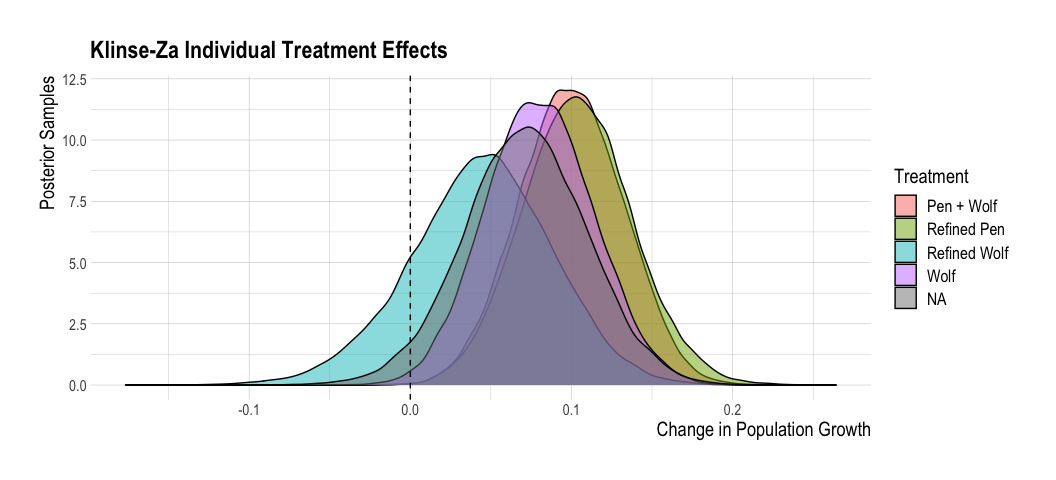 Klinse-Za Individual Treatment Effects
Posterior Samples
12.5
10.0
7.5
5.0
2.5
0.0
-0.1
0.0
0.1
0.2
Change in Population Growth
Treatment
Pen + Wolf
Refined Pen
Refined Wolf
Wolf
NA